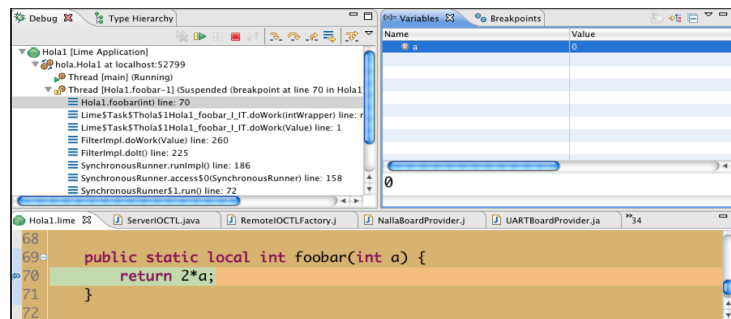 Debug
Type Hierarchy
Hola1 [Lime Application]
hola.Hola1 at localhost:52799
Thread [main] (Running)
Thread [Hola1.foobar-1] (Suspended (breakpoint at line 70 in Hola1
Hola1.foobar(int) line: 70
Lime$Task$Thola$1Hola1_foobar_I_IT.doWork(intWrapper) line: r
Lime$Task$Thola$1Hola1_foobar_I_IT.doWork(Value) line: 1
FilterImpl.doWork(Value) line: 260
FilterImpl.doIt() line: 225
SynchronousRunner.runImpl() line: 186
SynchronousRunner.access$0(SynchronousRunner) line: 158
SynchronousRunner$1.run() line: 72
(x)= Variables
Breakpoints
Name Value
a 0
0
Hola1.lime
ServerIOCTL.java
RemoteIOCTLFactory.j
NallaBoardProvider.j
UARTBoardProvider.ja
»34
68
69 public static local int foobar(int a) {
70 return 2*a;
71 }
72